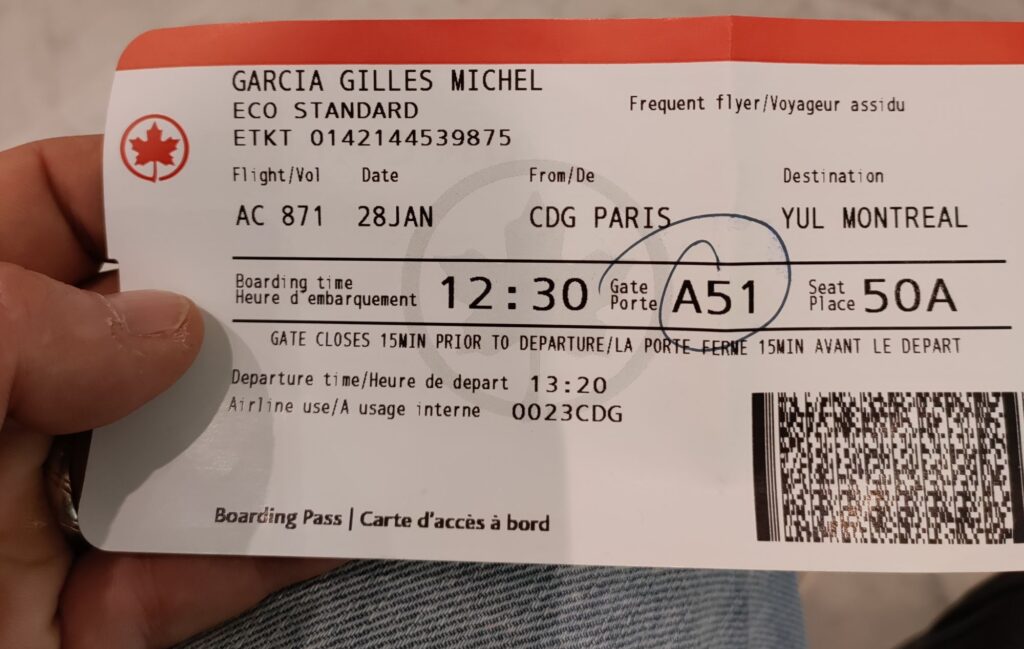 GARCIA GILLES MICHEL
ECO STANDARD
Frequent flyer/Voyageur assidu
ETKT 0142144539875
Flight/Vol Date From/De Destination
AC 871 28JAN CDG PARIS YUL MONTREAL
Boarding time
Heure d'embarquement
12:30
Gate
Porte
A51
Seat
Place
50A
GATE CLOSES 15MIN PRIOR TO DEPARTURE/LA PORTE FERME 15MIN AVANT LE DEPART
Departure time/Heure de depart 13:20
Airline use/A usage interne 0023CDG
Boarding Pass | Carte d'accès à bord